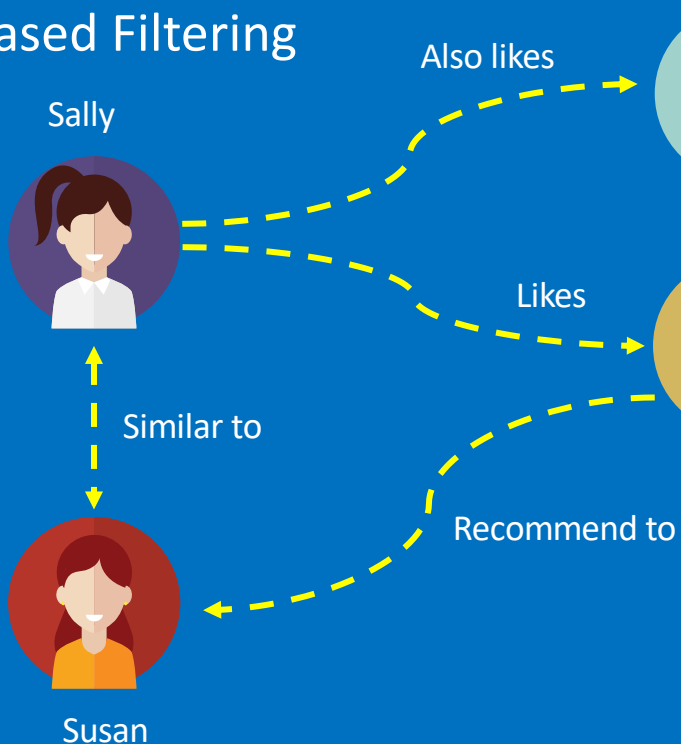 ased Filtering
Also likes
Sally
Likes
Similar to
Recommend to
Susan